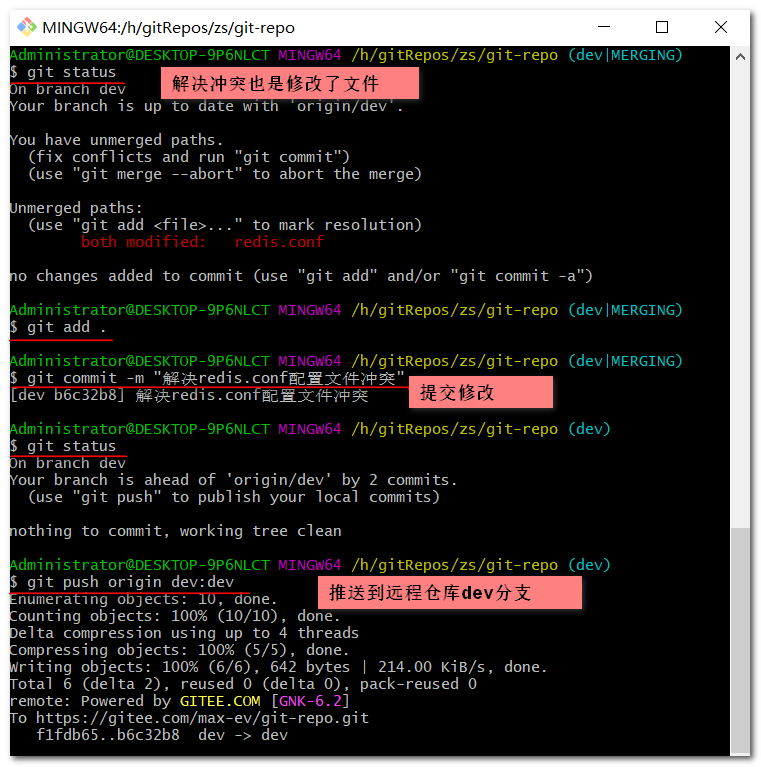 MINGW64:/h/gitRepos/zs/git-repo
Administrator@DESKTOP-9P6NLCT MINGW64 /h/gitRepos/zs/git-repo (dev|MERGING)
$ git status
解决冲突也是修改了文件
On branch dev
Your branch is up to date with 'origin/dev'.
You have unmerged paths.
(fix conflicts and run "git commit")
(use "git merge --abort" to abort the merge)
Unmerged paths:
(use "git add <file>..." to mark resolution)
both modified:   redis.conf
no changes added to commit (use "git add" and/or "git commit -a")
Administrator@DESKTOP-9P6NLCT MINGW64 /h/gitRepos/zs/git-repo (dev|MERGING)
$ git add .
Administrator@DESKTOP-9P6NLCT MINGW64 /h/gitRepos/zs/git-repo (dev|MERGING)
$ git commit -m "解决redis.conf配置文件冲突"
提交修改
[dev b6c32b8] 解决redis.conf配置文件冲突
Administrator@DESKTOP-9P6NLCT MINGW64 /h/gitRepos/zs/git-repo (dev)
$ git status
On branch dev
Your branch is ahead of 'origin/dev' by 2 commits.
(use "git push" to publish your local commits)
nothing to commit, working tree clean
Administrator@DESKTOP-9P6NLCT MINGW64 /h/gitRepos/zs/git-repo (dev)
$ git push origin dev:dev
推送到远程仓库dev分支
Enumerating objects: 10, done.
Counting objects: 100% (10/10), done.
Delta compression using up to 4 threads
Compressing objects: 100% (5/5), done.
Writing objects: 100% (6/6), 642 bytes | 214.00 KiB/s, done.
Total 6 (delta 2), reused 0 (delta 0), pack-reused 0
remote: Powered by GITEE.COM [GNK-6.2]
To https://gitee.com/max-ev/git-repo.git
f1fdb65..b6c32b8  dev -> dev